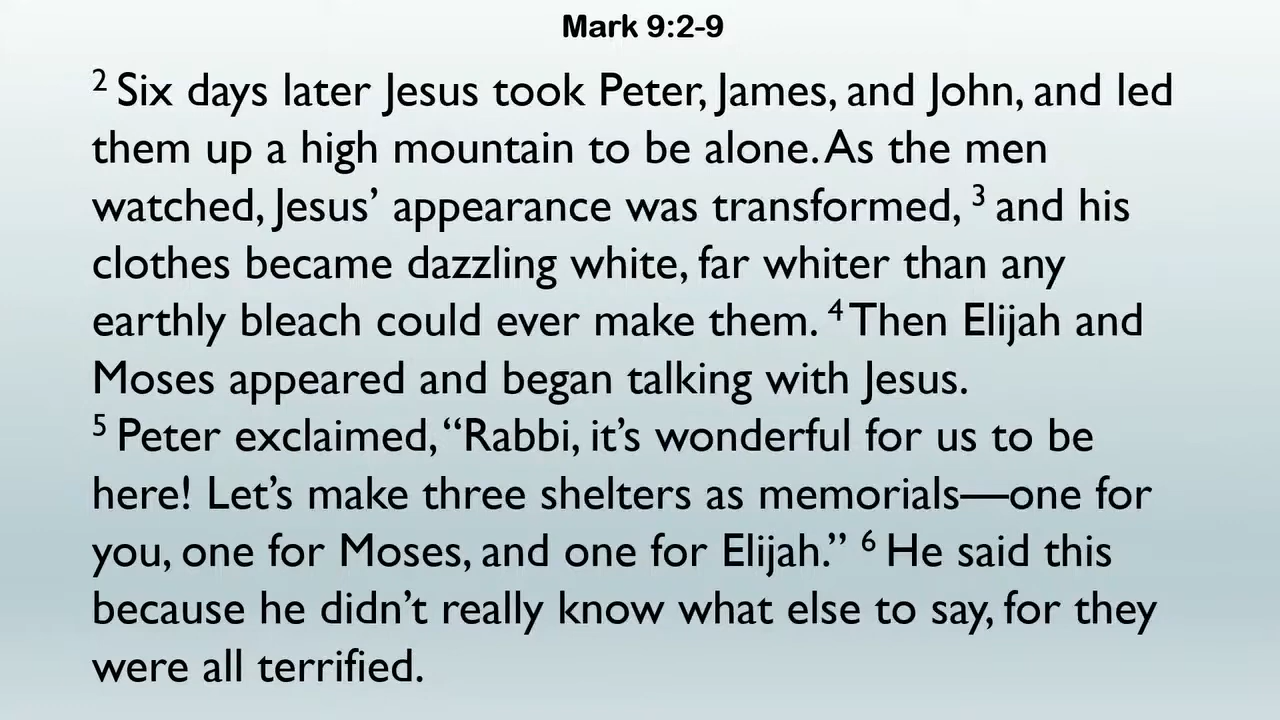 Mark 9:2-9
2 Six days later Jesus took Peter, James, and John, and led
them up a high mountain to be alone. As the men
watched, Jesus’ appearance was transformed, 3 and his
clothes became dazzling white, far whiter than any
earthly bleach could ever make them. 4 Then Elijah and
Moses appeared and began talking with Jesus.
5 Peter exclaimed, “Rabbi, it’s wonderful for us to be
here! Let’s make three shelters as memorials—one for
you, one for Moses, and one for Elijah.” 6 He said this
because he didn’t really know what else to say, for they
were all terrified.